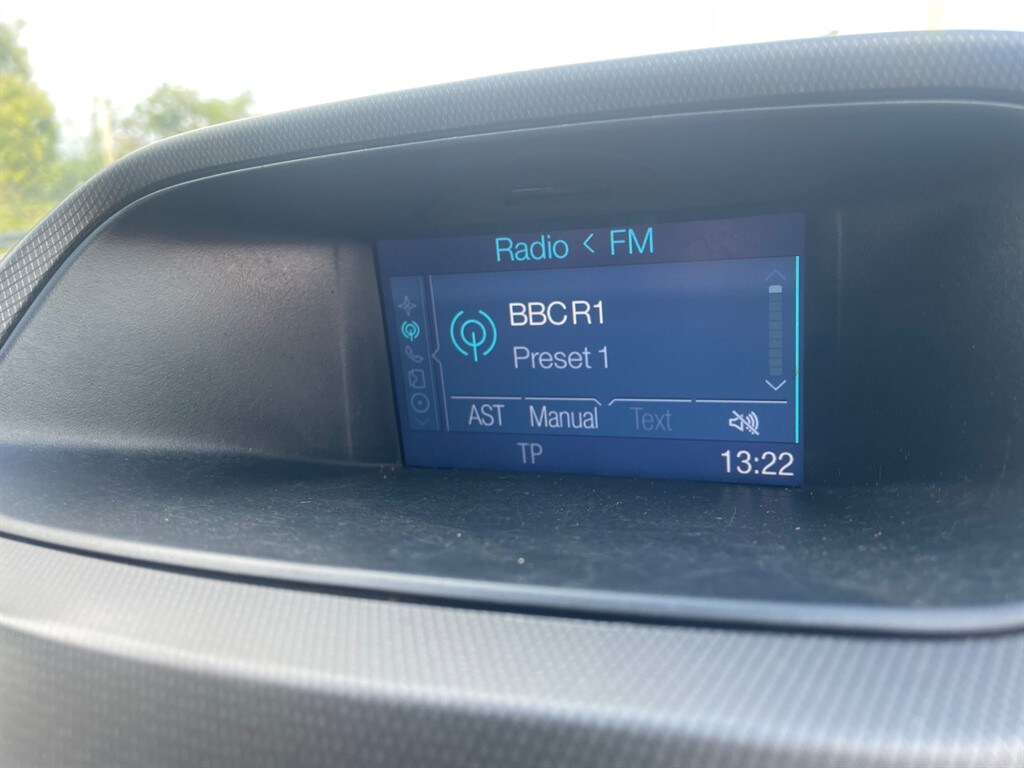 Radio < FM
BBC R1
Preset 1
AST Manual Text
TP 13:22